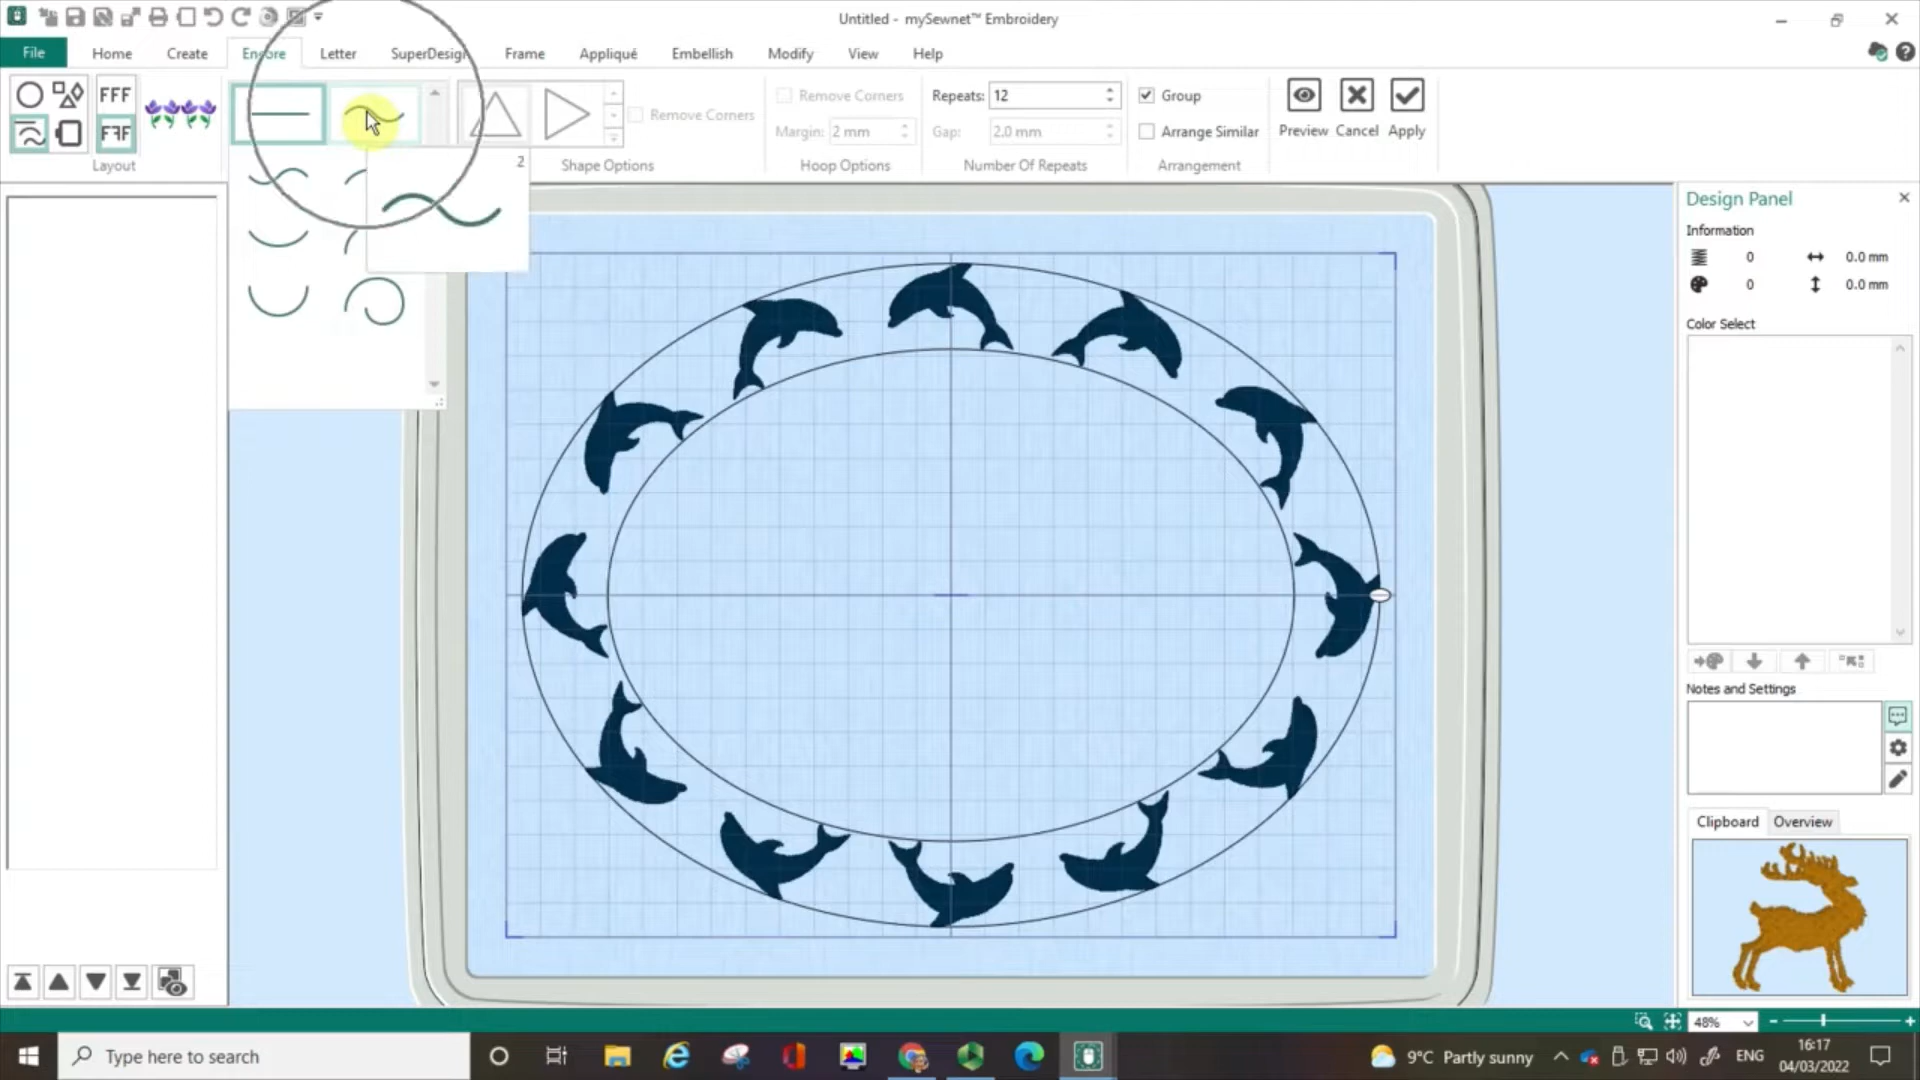 Untitled - mySewnet™ Embroidery
File Home Create Encore Letter SuperDesign Frame Appliqué Embellish Modify View Help
FFF
Remove Corners Repeats: 12 Group
Remove Corners
FFF
Margin: 2 mm Gap: 2.0 mm Arrange Similar Preview Cancel Apply
Layout Shape Options Hoop Options Number Of Repeats Arrangement
2
Design Panel
Information
0 0.0 mm
0 0.0 mm
Color Select
Notes and Settings
Clipboard Overview
48%
Type here to search
9°C Partly sunny ENG 16:17
04/03/2022